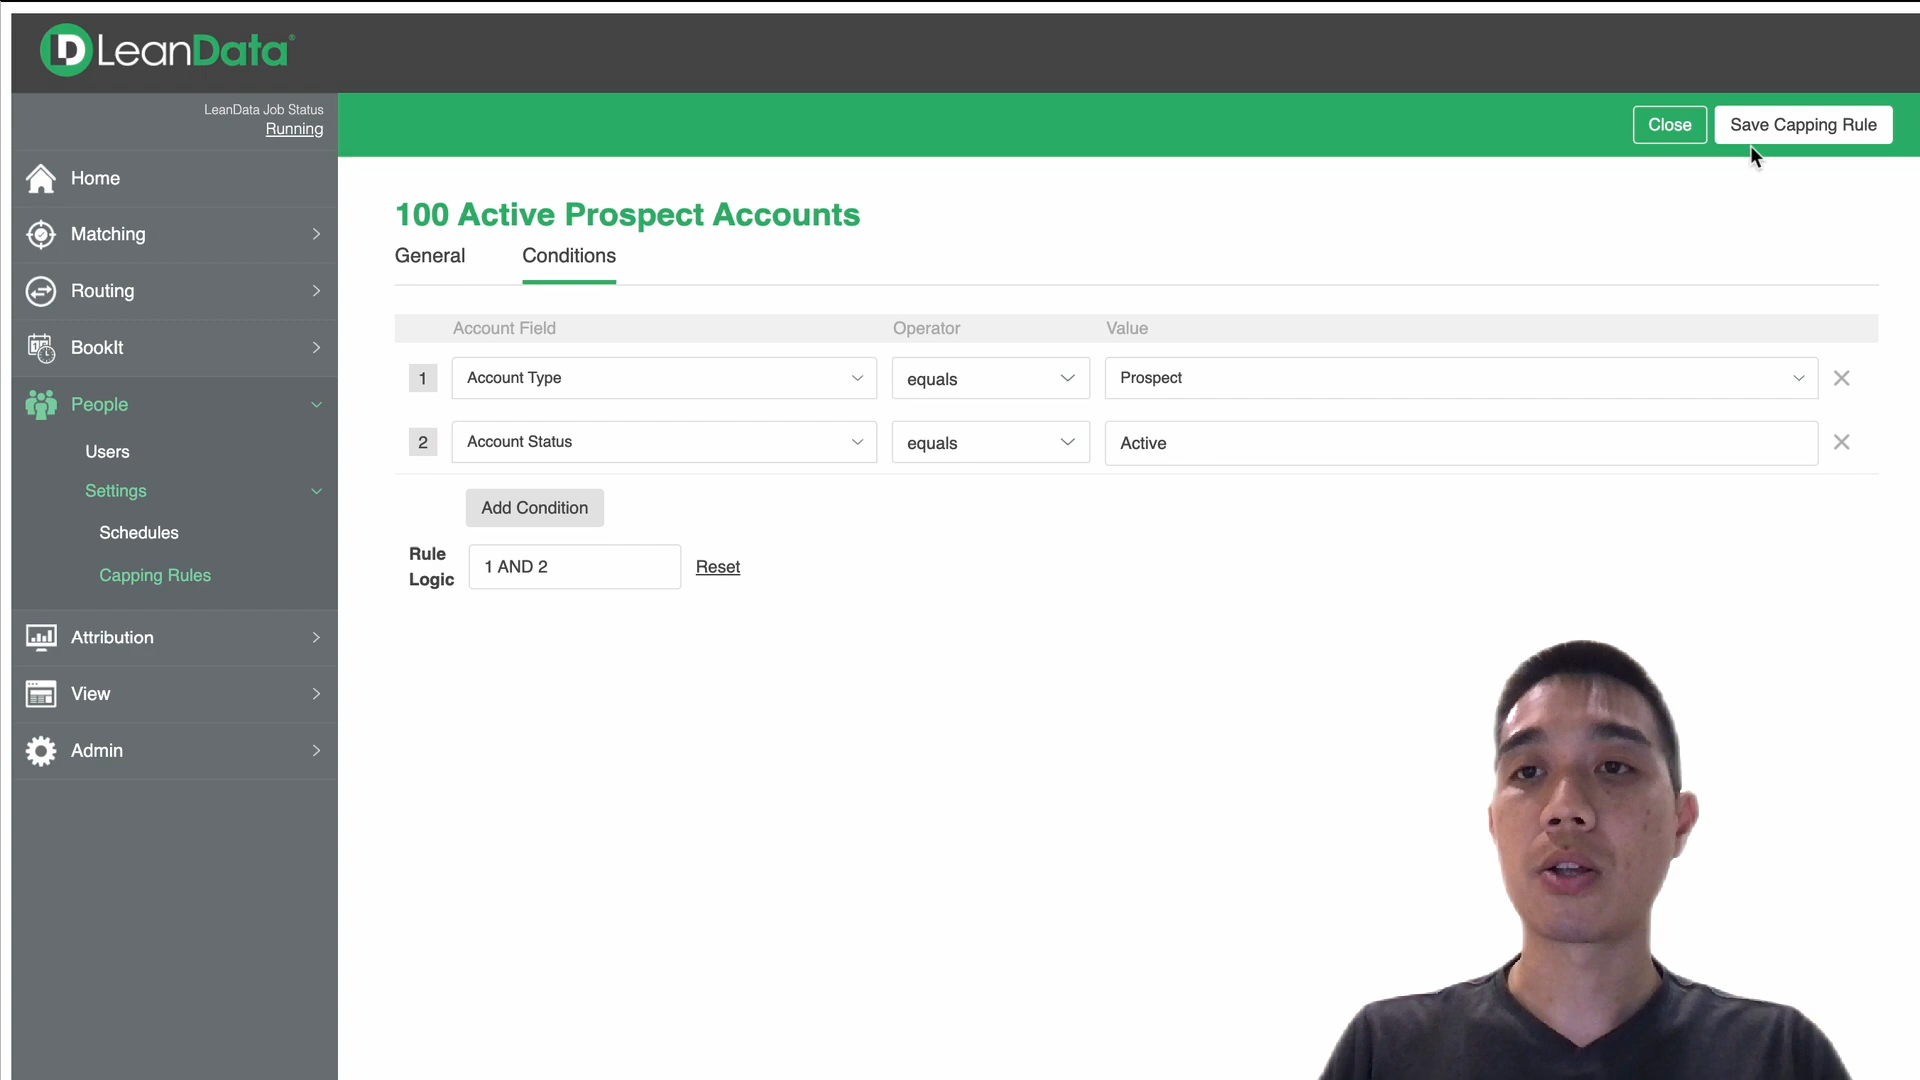 LeanData
LeanData Job Status
Running
Close
Save Capping Rule
Home
Matching
Routing
BookIt
People
Users
Settings
Schedules
Capping Rules
Attribution
View
Admin
100 Active Prospect Accounts
General
Conditions
Account Field
Operator
Value
1
Account Type
equals
Prospect
2
Account Status
equals
Active
Add Condition
Rule
Logic
1 AND 2
Reset